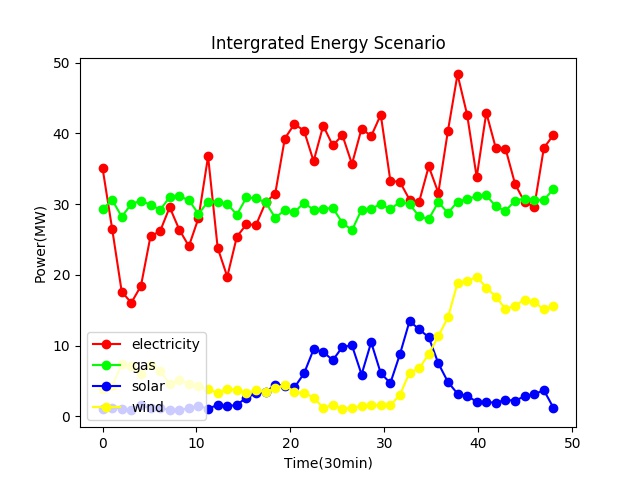 Intergrated Energy Scenario
Power(MW)
50
40
30
20
10
0
electricity
gas
solar
wind
0 10 20 30 40 50
Time(30min)